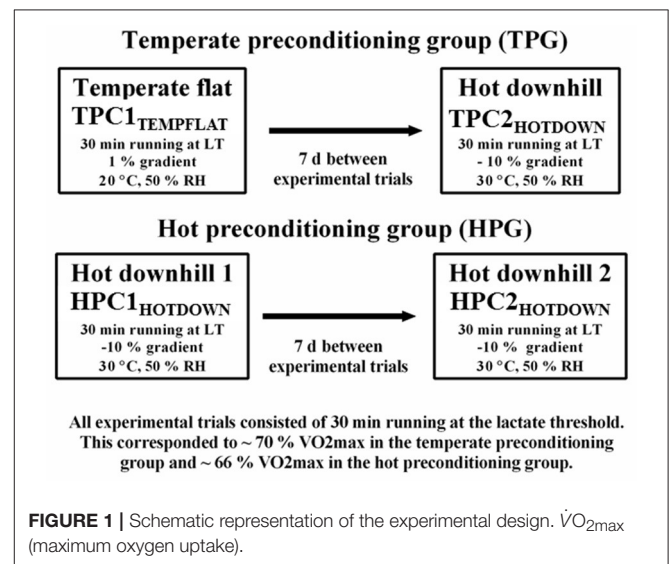 Temperate preconditioning group (TPG)
Temperate flat
TPC1TEMPFLAT
30 min running at LT
1 % gradient
20 °C, 50 % RH
7 d between
experimental trials
Hot downhill
TPC2HOTDOWN
30 min running at LT
- 10 % gradient
30 °C, 50 % RH
Hot preconditioning group (HPG)
Hot downhill 1
HPC1HOTDOWN
30 min running at LT
-10 % gradient
30 °C, 50 % RH
7 d between
experimental trials
Hot downhill 2
HPC2HOTDOWN
30 min running at LT
-10 % gradient
30 °C, 50 % RH
All experimental trials consisted of 30 min running at the lactate threshold.
This corresponded to ~ 70 % VO2max in the temperate preconditioning
group and ~ 66 % VO2max in the hot preconditioning group.
FIGURE 1 | Schematic representation of the experimental design. V̇O2max
(maximum oxygen uptake).